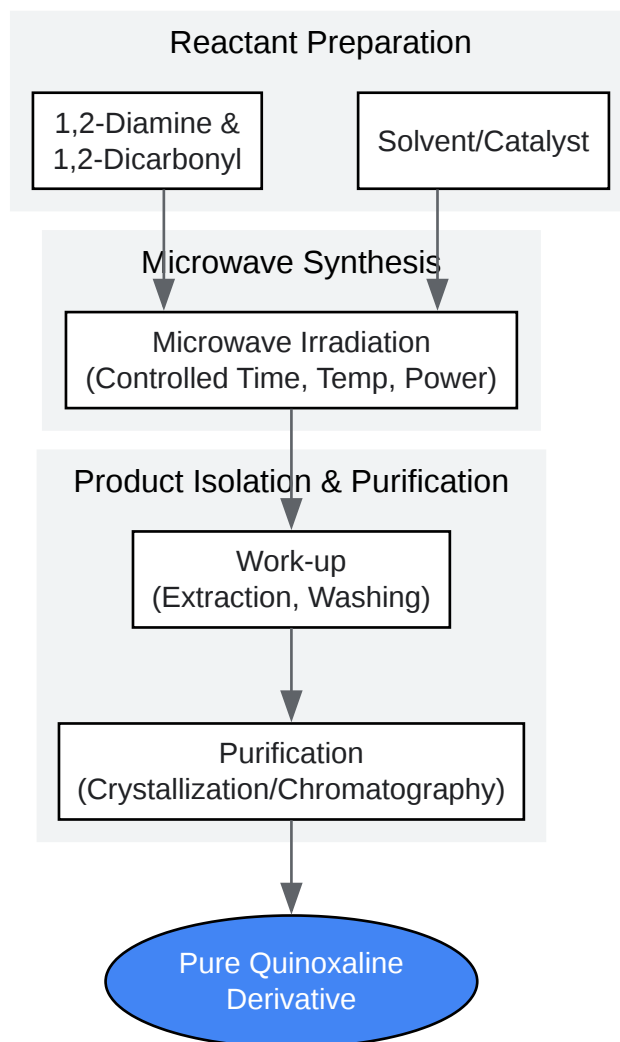 Reactant Preparation
1,2-Diamine &
1,2-Dicarbonyl
Solvent/Catalyst
Microwave Synthesis
Microwave Irradiation
(Controlled Time, Temp, Power)
Product Isolation & Purification
Work-up
(Extraction, Washing)
Purification
(Crystallization/Chromatography)
Pure Quinoxaline
Derivative